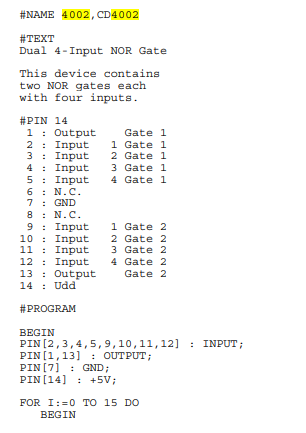 #NAME 4002,CD4002
#TEXT
Dual 4-Input NOR Gate
This device contains
two NOR gates each
with four inputs.
#PIN 14
1 : Output Gate 1
2 : Input 1 Gate 1
3 : Input 2 Gate 1
4 : Input 3 Gate 1
5 : Input 4 Gate 1
6 : N.C.
7 : GND
8 : N.C.
9 : Input 1 Gate 2
10 : Input 2 Gate 2
11 : Input 3 Gate 2
12 : Input 4 Gate 2
13 : Output Gate 2
14 : Udd
#PROGRAM
BEGIN
PIN[2,3,4,5,9,10,11,12] : INPUT;
PIN[1,13] : OUTPUT;
PIN[7] : GND;
PIN[14] : +5V;
FOR I:=0 TO 15 DO
BEGIN